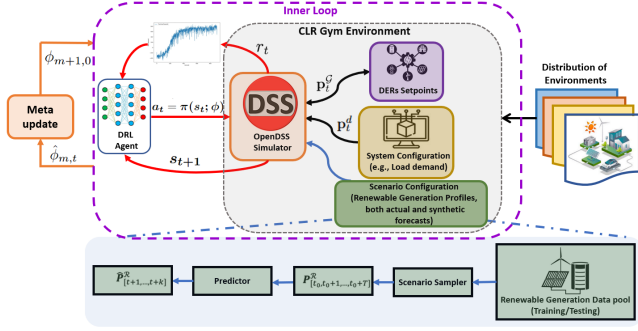 Inner Loop
CLR Gym Environment
ϕ_{m+1,0}
r_t
Meta
update
ϕ̂_{m,t}
DRL
Agent
a_t = π(s_t; ϕ)
s_{t+1}
DSS
OpenDSS
Simulator
p_t^𝒢
DERs Setpoints
p_t^d
System Configuration
(e.g., Load demand)
Scenario Configuration
(Renewable Generation Profiles,
both actual and synthetic
forecasts)
Distribution of
Environments
P̂^ℛ_{[t+1,...,t+k]}
Predictor
P^ℛ_{[t_0,t_0+1,...,t_0+T]}
Scenario Sampler
Renewable Generation Data pool
(Training/Testing)